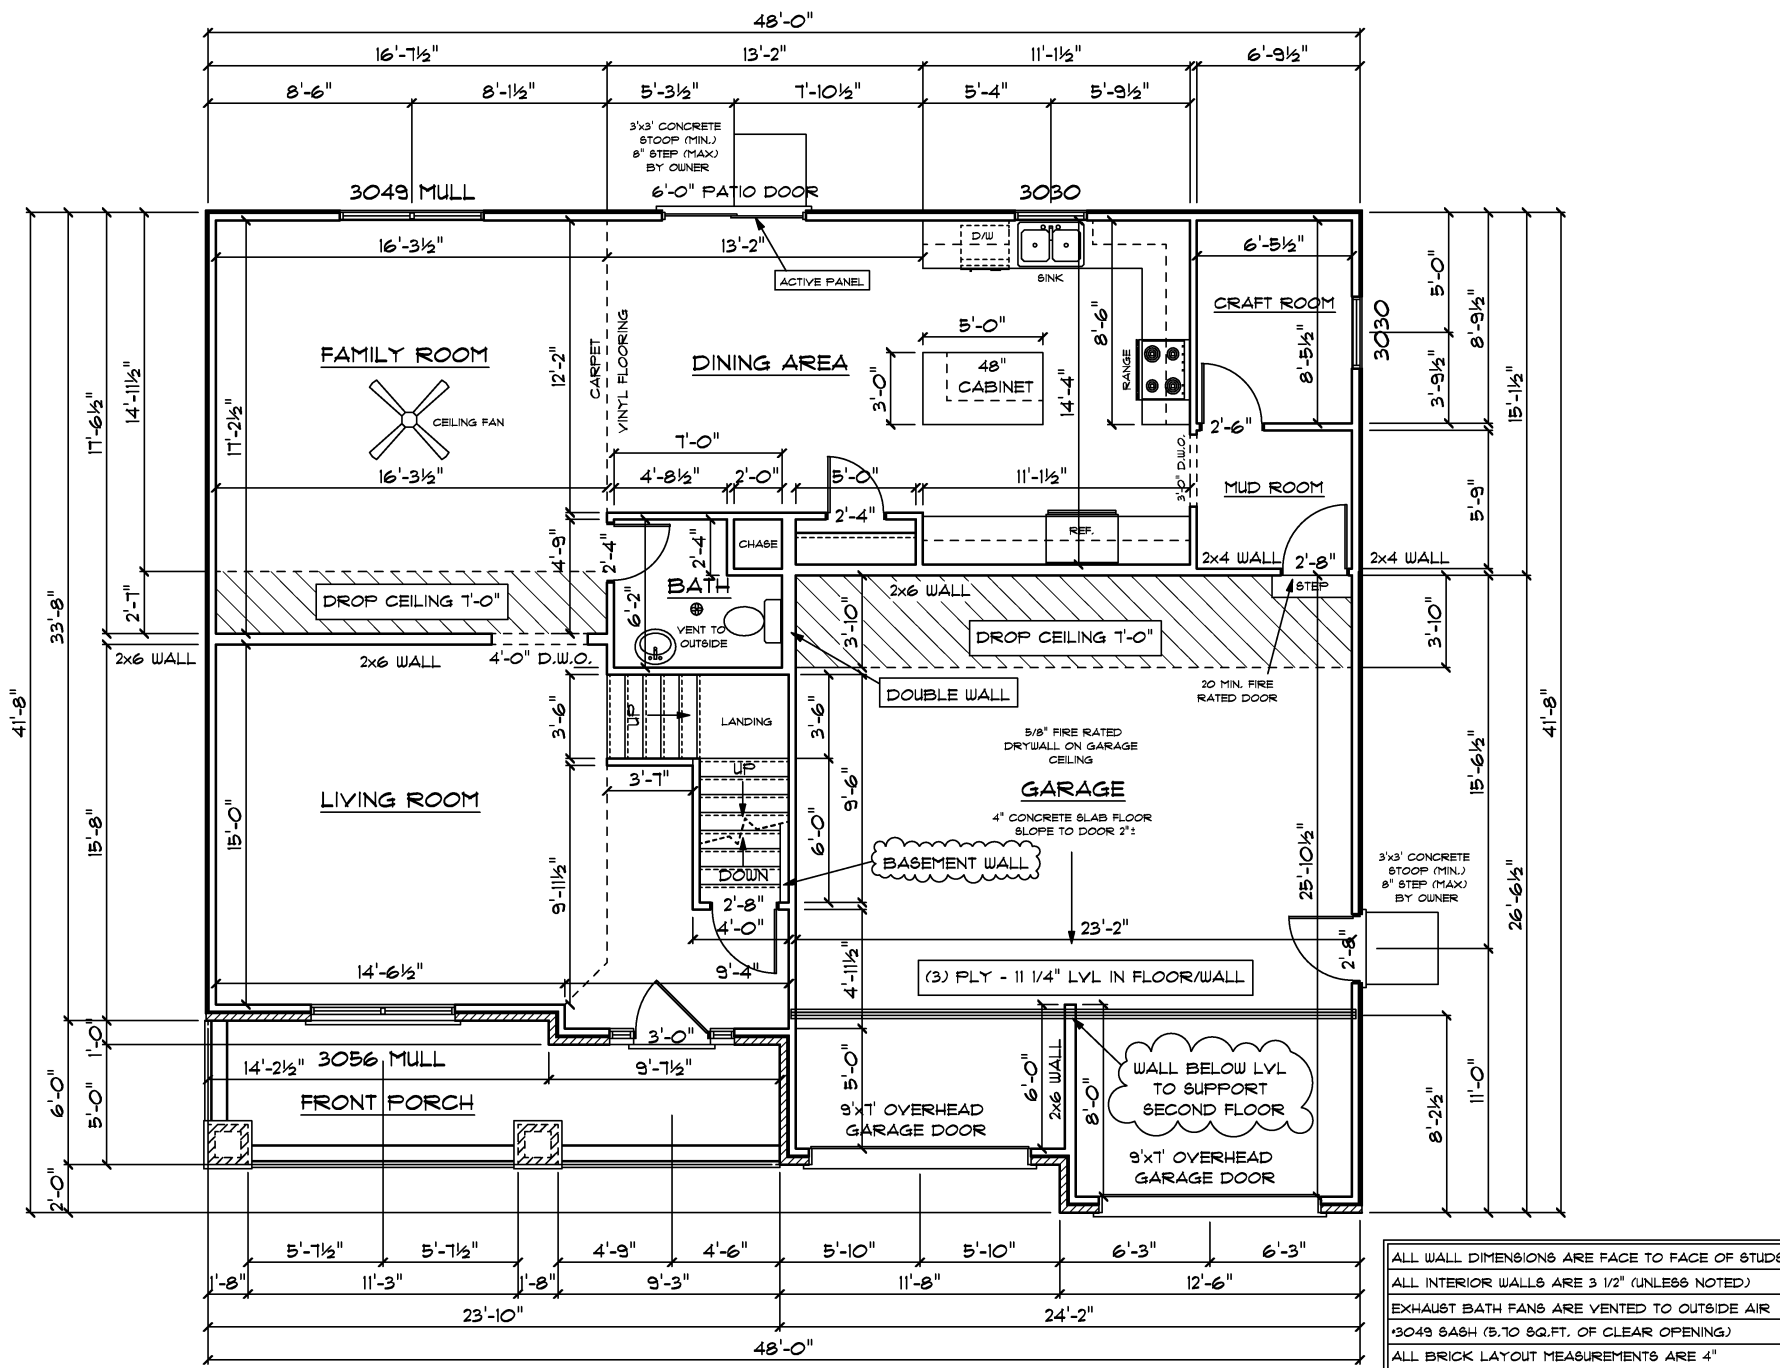 48'-0"
16'-7½" 13'-2" 11'-1½" 6'-9½"
8'-6" 8'-1½" 5'-3½" 7'-10½" 5'-4" 5'-9½"
3'x3' CONCRETE
STOOP (MIN.)
8" STEP (MAX)
BY OWNER
3049 MULL 6'-0" PATIO DOOR 3030
16'-3½" 13'-2" 6'-5½"
D/W
SINK
ACTIVE PANEL
CRAFT ROOM
3030
5'-0"
8'-9½"
3'-9½"
15'-1½"
8'-5½"
8'-6"
14'-4"
RANGE
5'-0"
3'-0"
48"
CABINET
FAMILY ROOM
CEILING FAN
DINING AREA
CARPET
VINYL FLOORING
12'-2"
17'-2½"
14'-11½"
17'-6½"
2'-6"
7'-0"
16'-3½" 4'-8½" 2'-0" 5'-0" 11'-1½"
3'-0" D.W.O.
MUD ROOM
5'-9"
2'-4"
REF.
CHASE
4'-9"
2'-4"
2'-4"
BATH
6'-2"
VENT TO
OUTSIDE
2x4 WALL 2'-8" 2x4 WALL
STEP
2x6 WALL
DROP CEILING 7'-0"
DROP CEILING 7'-0"
2'-7"
3'-10"
3'-10"
33'-8"
41'-8"
41'-8"
2x6 WALL 2x6 WALL 4'-0" D.W.O.
DOUBLE WALL
20 MIN. FIRE
RATED DOOR
3'-6"
UP
LANDING
3'-6"
5/8" FIRE RATED
DRYWALL ON GARAGE
CEILING
GARAGE
4" CONCRETE SLAB FLOOR
SLOPE TO DOOR 2"±
3'-7"
UP
LIVING ROOM
15'-8"
15'-0"
9'-11½"
6'-0"
9'-6"
BASEMENT WALL
DOWN
2'-8"
4'-0"
25'-10½"
15'-6½"
26'-6½"
3'x3' CONCRETE
STOOP (MIN.)
8" STEP (MAX)
BY OWNER
23'-2"
2'-8"
14'-6½" 9'-4"
4'-11½"
(3) PLY - 11 1/4" LVL IN FLOOR/WALL
3'-0"
3056 MULL
14'-2½" 9'-7½"
FRONT PORCH
1'-0"
5'-0"
6'-0"
2'-0"
5'-0"
6'-0"
2x6 WALL
8'-0"
WALL BELOW LVL
TO SUPPORT
SECOND FLOOR
9'x7' OVERHEAD
GARAGE DOOR
9'x7' OVERHEAD
GARAGE DOOR
8'-2½"
11'-0"
5'-7½" 5'-7½" 4'-9" 4'-6" 5'-10" 5'-10" 6'-3" 6'-3"
1'-8" 11'-3" 1'-8" 9'-3" 11'-8" 12'-6"
23'-10" 24'-2"
48'-0"
ALL WALL DIMENSIONS ARE FACE TO FACE OF STUDS
ALL INTERIOR WALLS ARE 3 1/2" (UNLESS NOTED)
EXHAUST BATH FANS ARE VENTED TO OUTSIDE AIR
*3049 SASH (5.70 SQ.FT. OF CLEAR OPENING)
ALL BRICK LAYOUT MEASUREMENTS ARE 4"